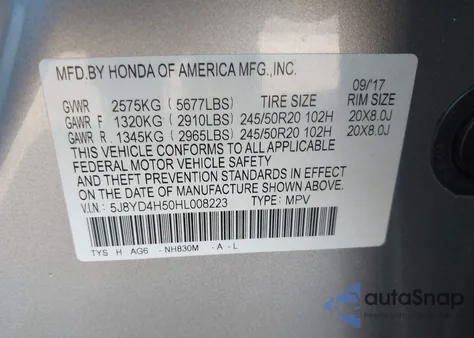 MFD.BY HONDA OF AMERICA MFG.,INC.
09/'17
GVWR 2575KG (5677LBS) TIRE SIZE RIM SIZE
GAWR F 1320KG (2910LBS) 245/50R20 102H 20X8.0J
GAWR R 1345KG (2965LBS) 245/50R20 102H 20X8.0J
THIS VEHICLE CONFORMS TO ALL APPLICABLE
FEDERAL MOTOR VEHICLE SAFETY
AND THEFT PREVENTION STANDARDS IN EFFECT
ON THE DATE OF MANUFACTURE SHOWN ABOVE.
V.I.N: 5J8YD4H50HL008223 TYPE: MPV
TYS H AG6 -NH830M -A -L
autoSnap